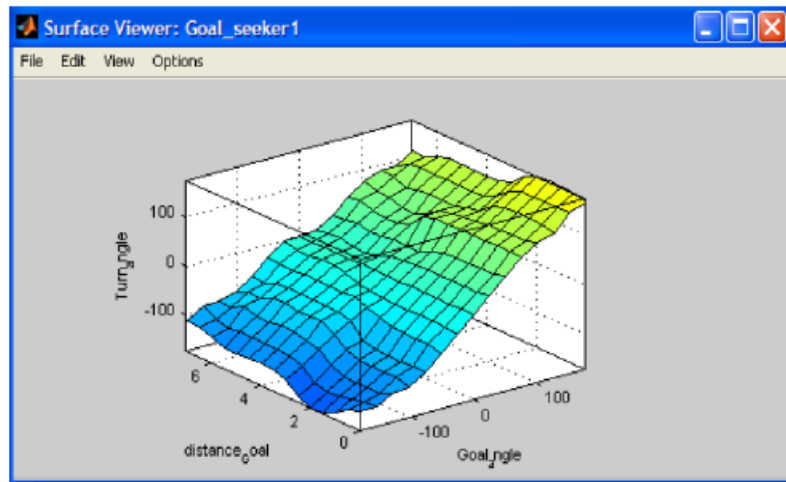 Surface Viewer: Goal_seeker1
File Edit View Options
100
0
-100
Turn_angle
6
4
2
0
distance_goal
-100
0
100
Goal_angle